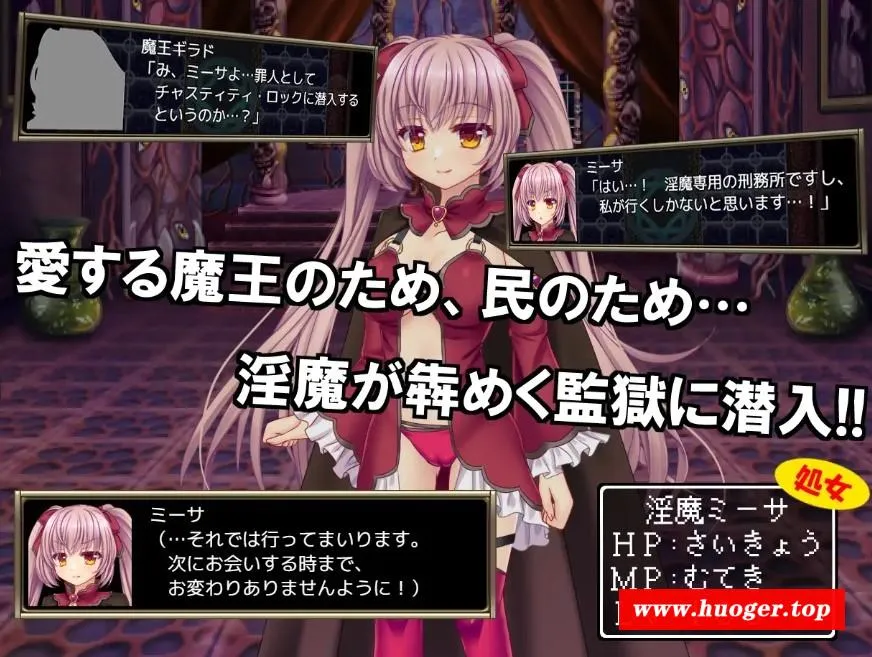 魔王ギラド
「み、ミーサよ…罪人として
チャスティティ・ロックに潜入する
というのか…?」
ミーサ
「はい…!　淫魔専用の刑務所ですし、
私が行くしかないと思います…!」
愛する魔王のため、民のため…
淫魔が犇めく監獄に潜入!!
ミーサ
(…それでは行ってまいります。
次にお会いする時まで、
お変わりありませんように!)
処女
淫魔ミーサ
HP:さいきょう
MP:むてき
www.huoger.top